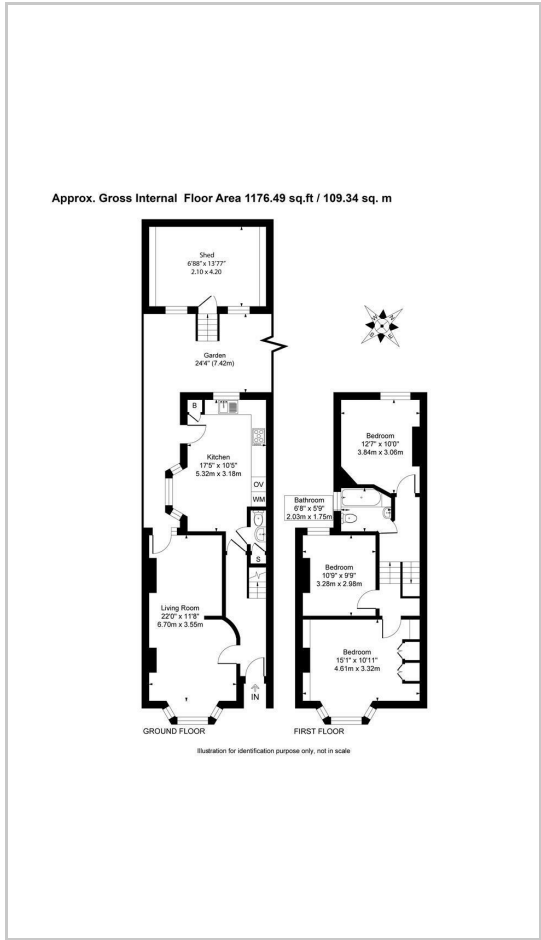 Approx. Gross Internal Floor Area 1176.49 sq.ft / 109.34 sq. m
Shed
6'88" x 13'77"
2.10 x 4.20
Garden
24'4" (7.42m)
B
Kitchen
17'5" x 10'5"
5.32m x 3.18m
OV
WM
S
Living Room
22'0" x 11'8"
6.70m x 3.55m
IN
GROUND FLOOR
Bedroom
12'7" x 10'0"
3.84m x 3.06m
Bathroom
6'8" x 5'9"
2.03m x 1.75m
Bedroom
10'9" x 9'9"
3.28m x 2.98m
Bedroom
15'1" x 10'11"
4.61m x 3.32m
FIRST FLOOR
Illustration for identification purpose only, not in scale